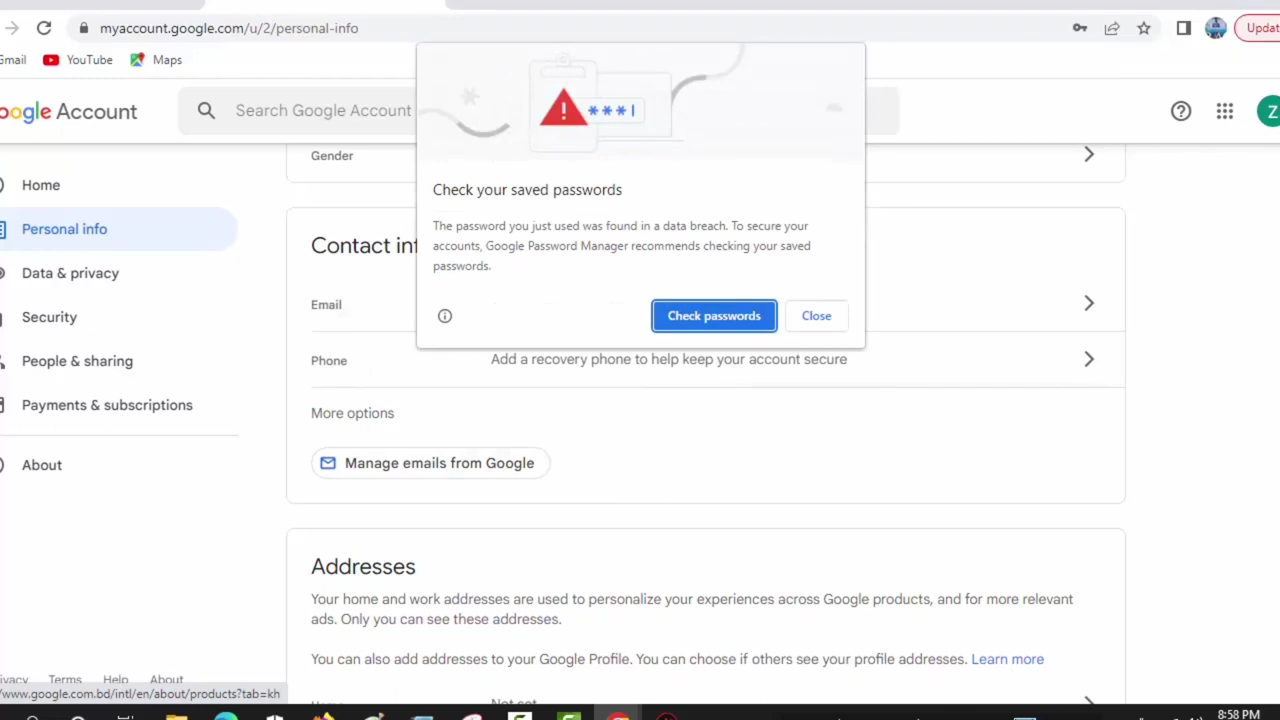 myaccount.google.com/u/2/personal-info
Updat
Gmail
YouTube
Maps
oogle Account
Search Google Account
Z
***
Gender
Home
Personal info
Data & privacy
Security
People & sharing
Payments & subscriptions
About
Check your saved passwords
The password you just used was found in a data breach. To secure your
accounts, Google Password Manager recommends checking your saved
passwords.
Check passwords
Close
Contact inf
Email
Phone
Add a recovery phone to help keep your account secure
More options
Manage emails from Google
Addresses
Your home and work addresses are used to personalize your experiences across Google products, and for more relevant
ads. Only you can see these addresses.
You can also add addresses to your Google Profile. You can choose if others see your profile addresses. Learn more
Not set
ivacy
Terms
Help
About
/www.google.com.bd/intl/en/about/products?tab=kh
8:58 PM